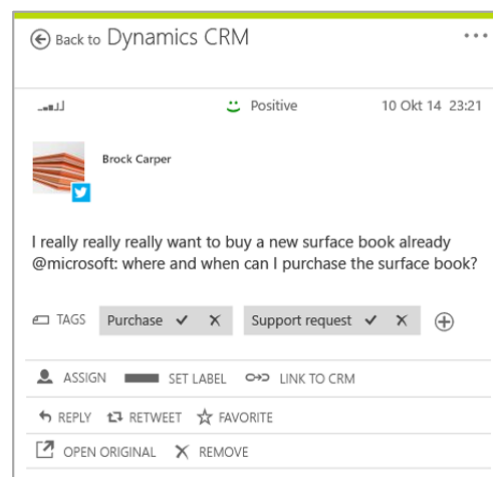 Back to Dynamics CRM
Positive 10 Okt 14 23:21
Brock Carper
I really really really want to buy a new surface book already
@microsoft: where and when can I purchase the surface book?
TAGS Purchase Support request
ASSIGN SET LABEL LINK TO CRM
REPLY RETWEET FAVORITE
OPEN ORIGINAL REMOVE